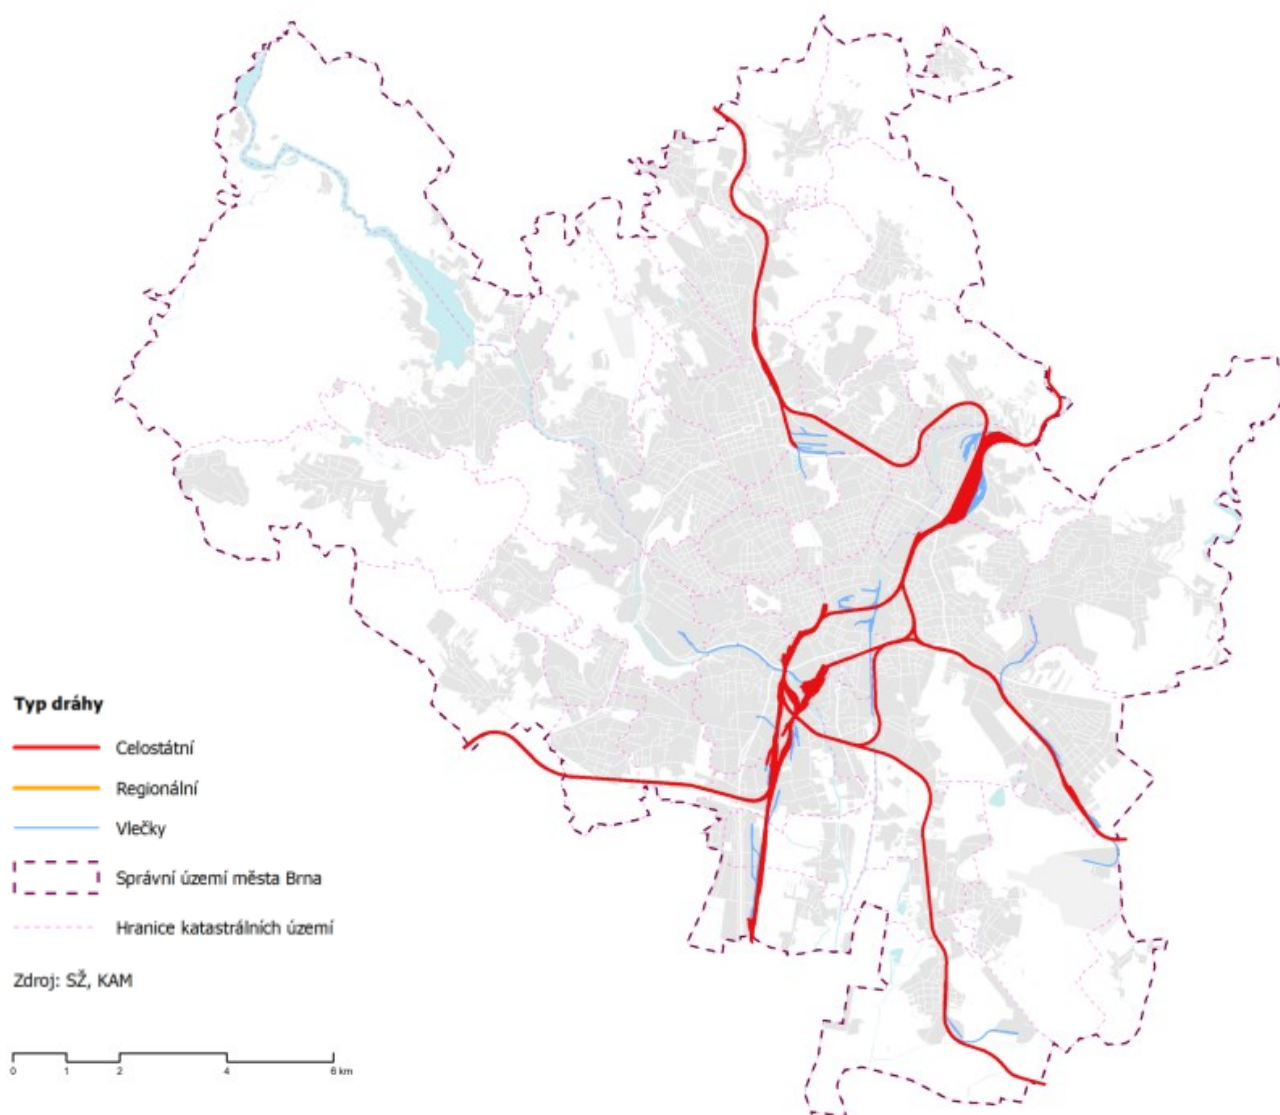 Typ dráhy
Celostátní
Regionální
Vlečky
Správní území města Brna
Hranice katastrálních území
Zdroj: SŽ, KAM
0 1 2 4 6 km